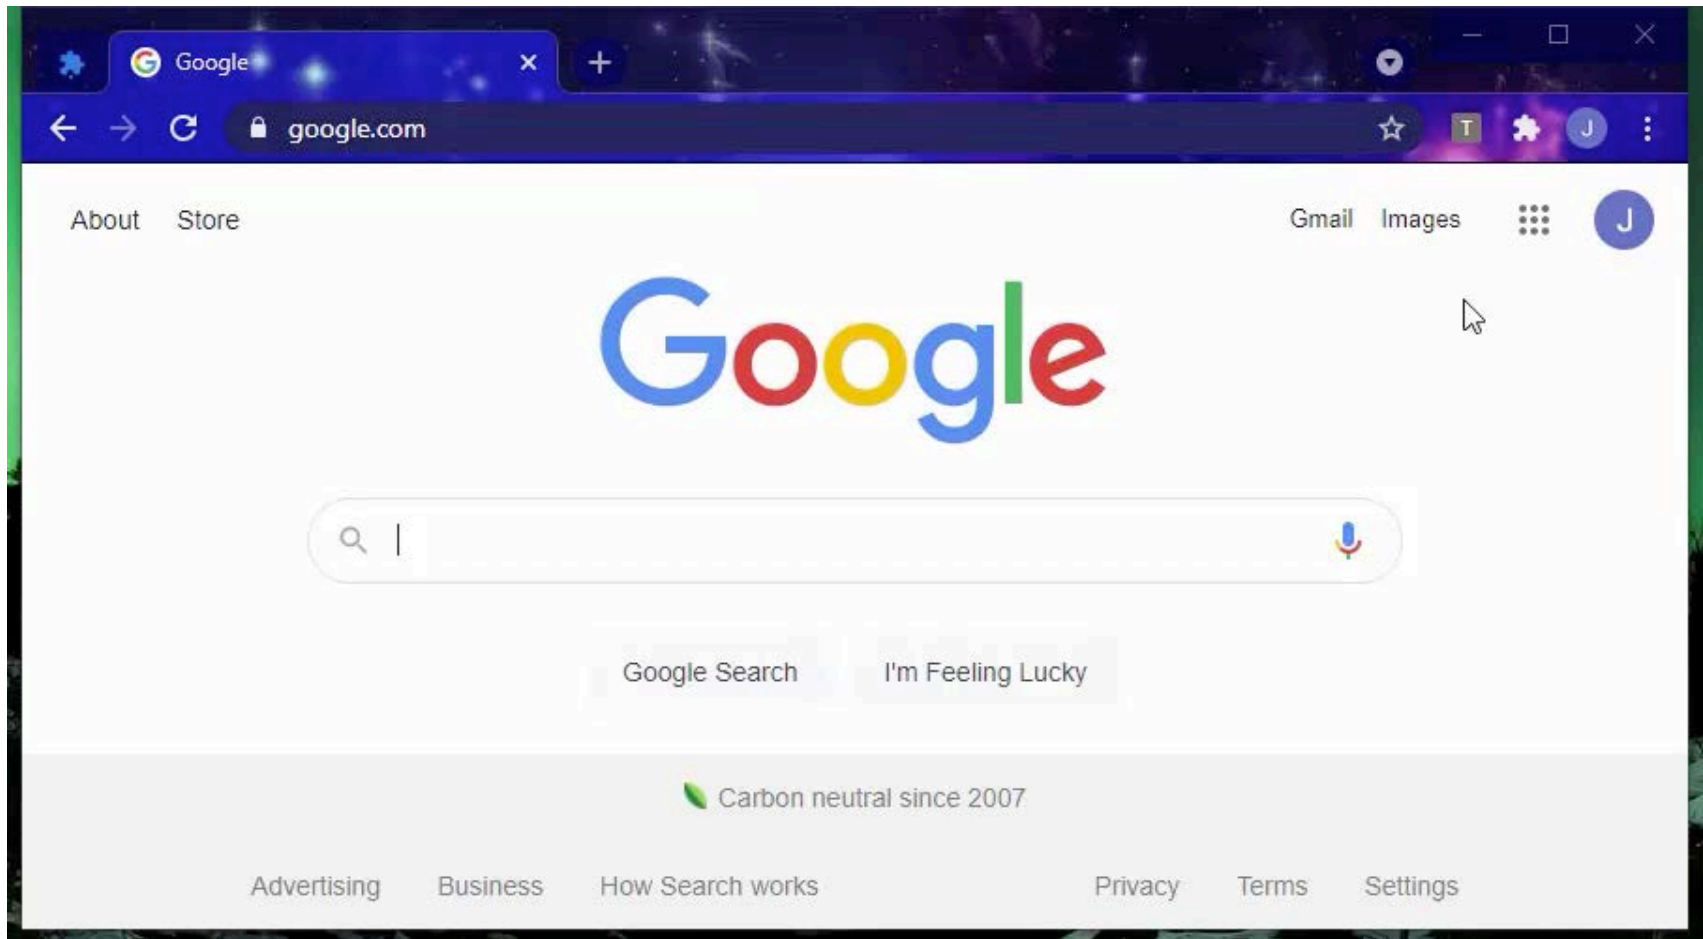 Google
google.com
T
J
About Store
Gmail Images
J
Google
Google Search I'm Feeling Lucky
Carbon neutral since 2007
Advertising Business How Search works
Privacy Terms Settings